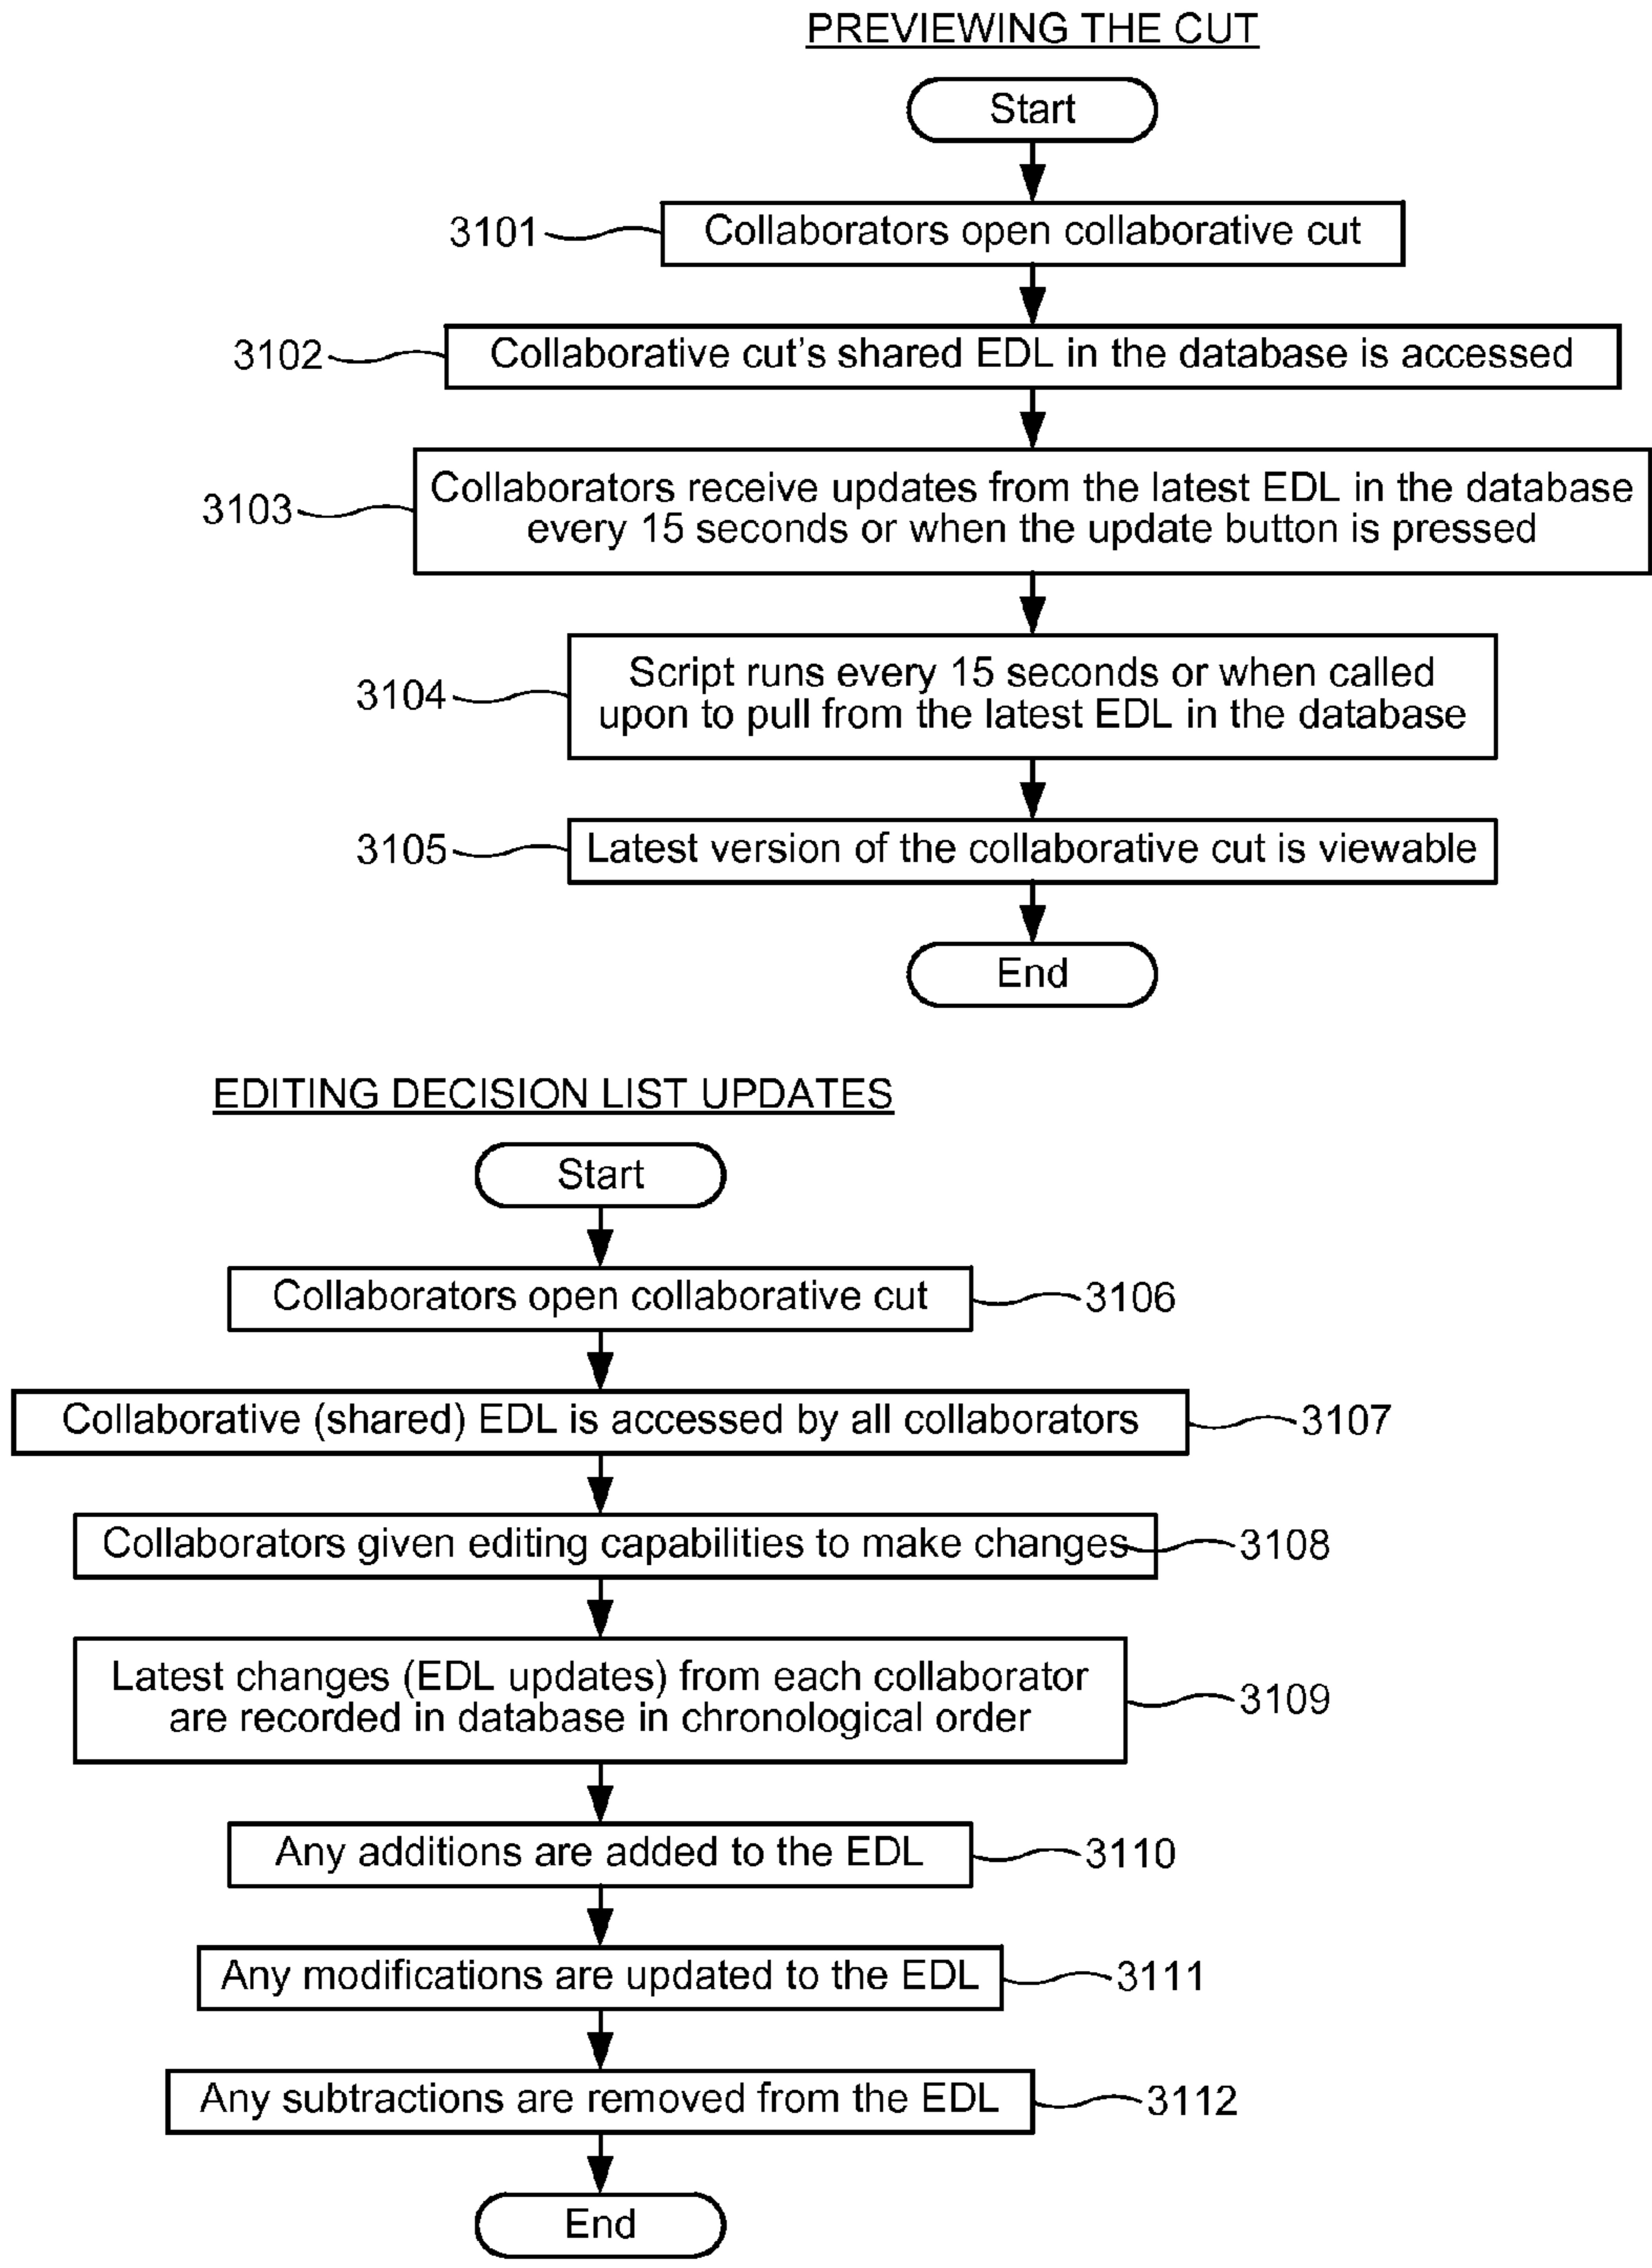 PREVIEWING THE CUT
Start
3101
Collaborators open collaborative cut
3102
Collaborative cut's shared EDL in the database is accessed
3103
Collaborators receive updates from the latest EDL in the database
every 15 seconds or when the update button is pressed
3104
Script runs every 15 seconds or when called
upon to pull from the latest EDL in the database
3105
Latest version of the collaborative cut is viewable
End
EDITING DECISION LIST UPDATES
Start
Collaborators open collaborative cut
3106
Collaborative (shared) EDL is accessed by all collaborators
3107
Collaborators given editing capabilities to make changes
3108
Latest changes (EDL updates) from each collaborator
are recorded in database in chronological order
3109
Any additions are added to the EDL
3110
Any modifications are updated to the EDL
3111
Any subtractions are removed from the EDL
3112
End